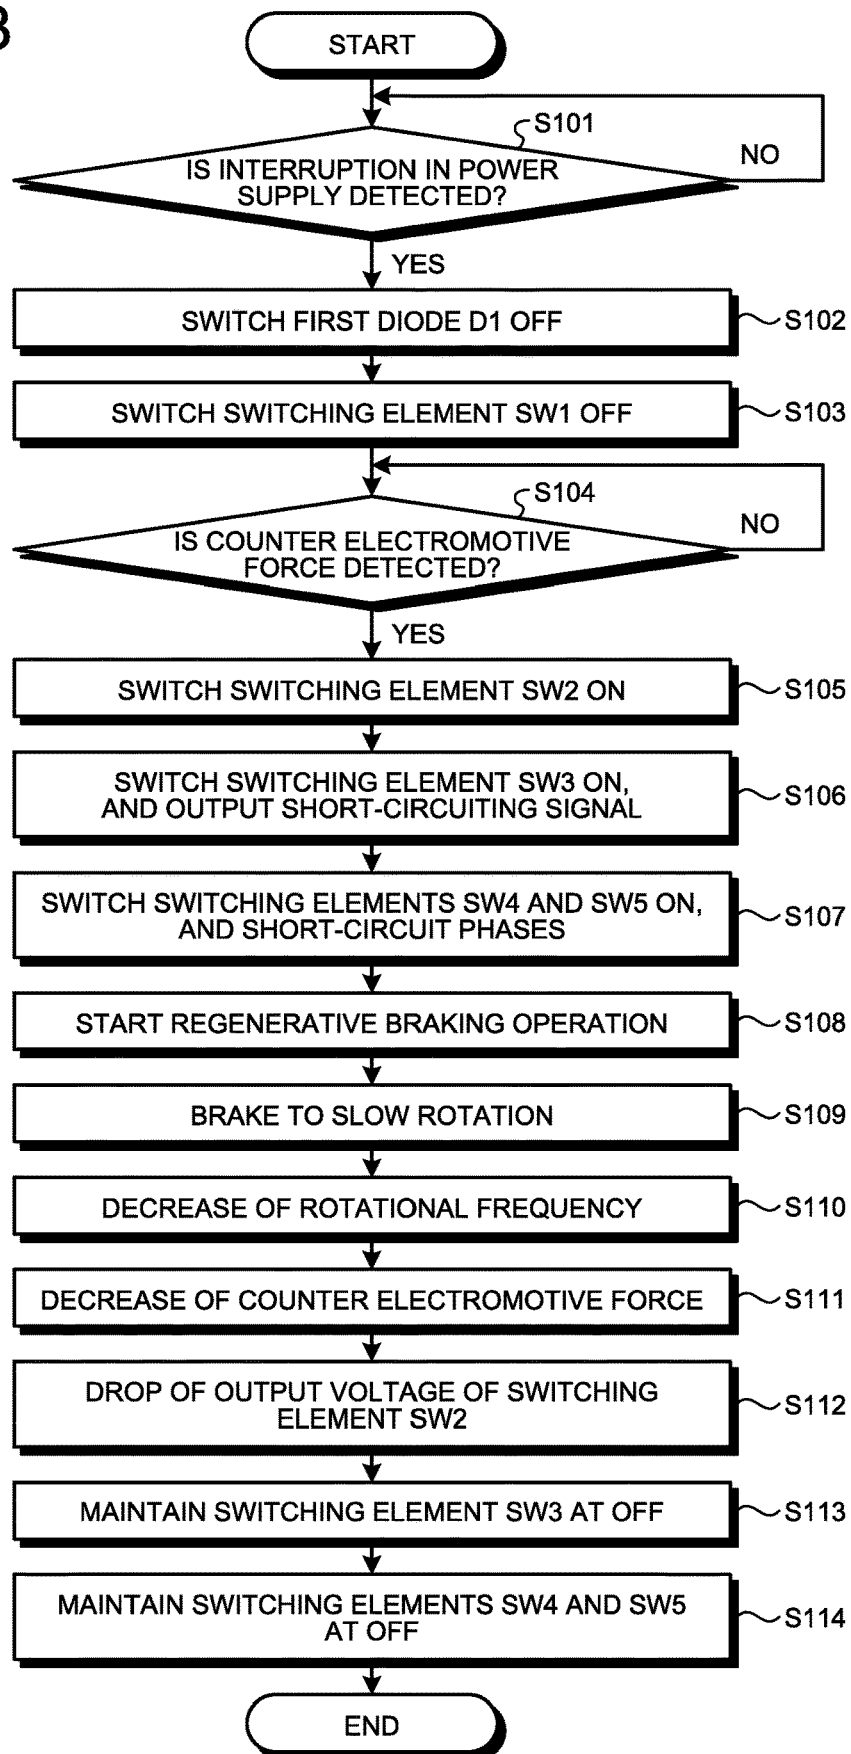 START
S101
IS INTERRUPTION IN POWER
SUPPLY DETECTED?
NO
YES
SWITCH FIRST DIODE D1 OFF
S102
SWITCH SWITCHING ELEMENT SW1 OFF
S103
S104
IS COUNTER ELECTROMOTIVE
FORCE DETECTED?
NO
YES
SWITCH SWITCHING ELEMENT SW2 ON
S105
SWITCH SWITCHING ELEMENT SW3 ON,
AND OUTPUT SHORT-CIRCUITING SIGNAL
S106
SWITCH SWITCHING ELEMENTS SW4 AND SW5 ON,
AND SHORT-CIRCUIT PHASES
S107
START REGENERATIVE BRAKING OPERATION
S108
BRAKE TO SLOW ROTATION
S109
DECREASE OF ROTATIONAL FREQUENCY
S110
DECREASE OF COUNTER ELECTROMOTIVE FORCE
S111
DROP OF OUTPUT VOLTAGE OF SWITCHING
ELEMENT SW2
S112
MAINTAIN SWITCHING ELEMENT SW3 AT OFF
S113
MAINTAIN SWITCHING ELEMENTS SW4 AND SW5
AT OFF
S114
END